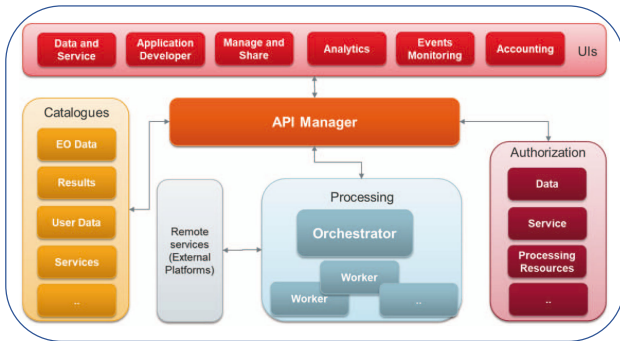 Data and
Service
Application
Developer
Manage and
Share
Analytics
Events
Monitoring
Accounting
UIs
API Manager
Catalogues
EO Data
Results
User Data
Services
..
Remote
services
(External
Platforms)
Processing
Orchestrator
Worker
Worker
..
Authorization
Data
Service
Processing
Resources
..